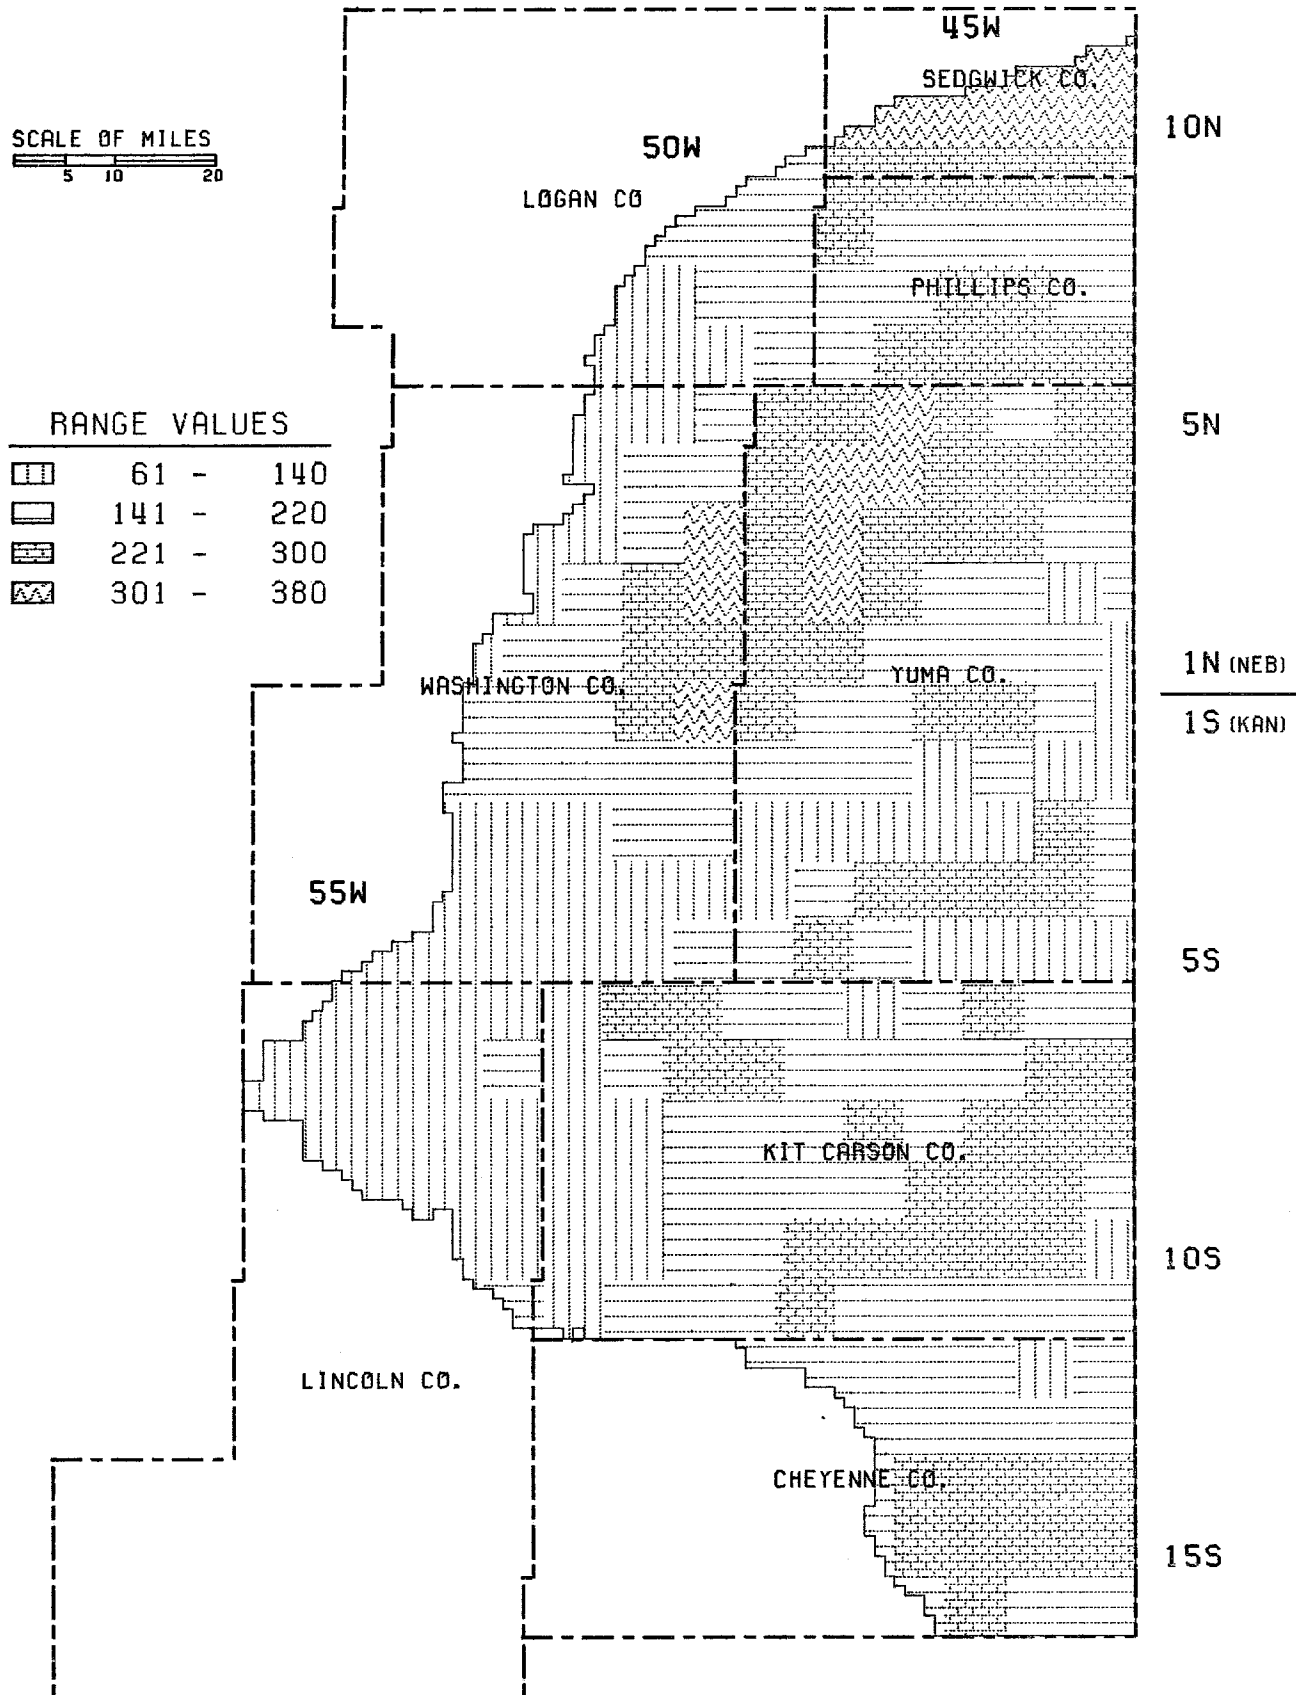 45W
SEDGWICK CO.
10N
SCALE OF MILES
5 10 20
50W
LOGAN CO
PHILLIPS CO.
RANGE VALUES
61 - 140
141 - 220
221 - 300
301 - 380
5N
1N (NEB)
YUMA CO.
WASHINGTON CO.
1S (KAN)
55W
5S
KIT CARSON CO.
10S
LINCOLN CO.
CHEYENNE CO.
15S